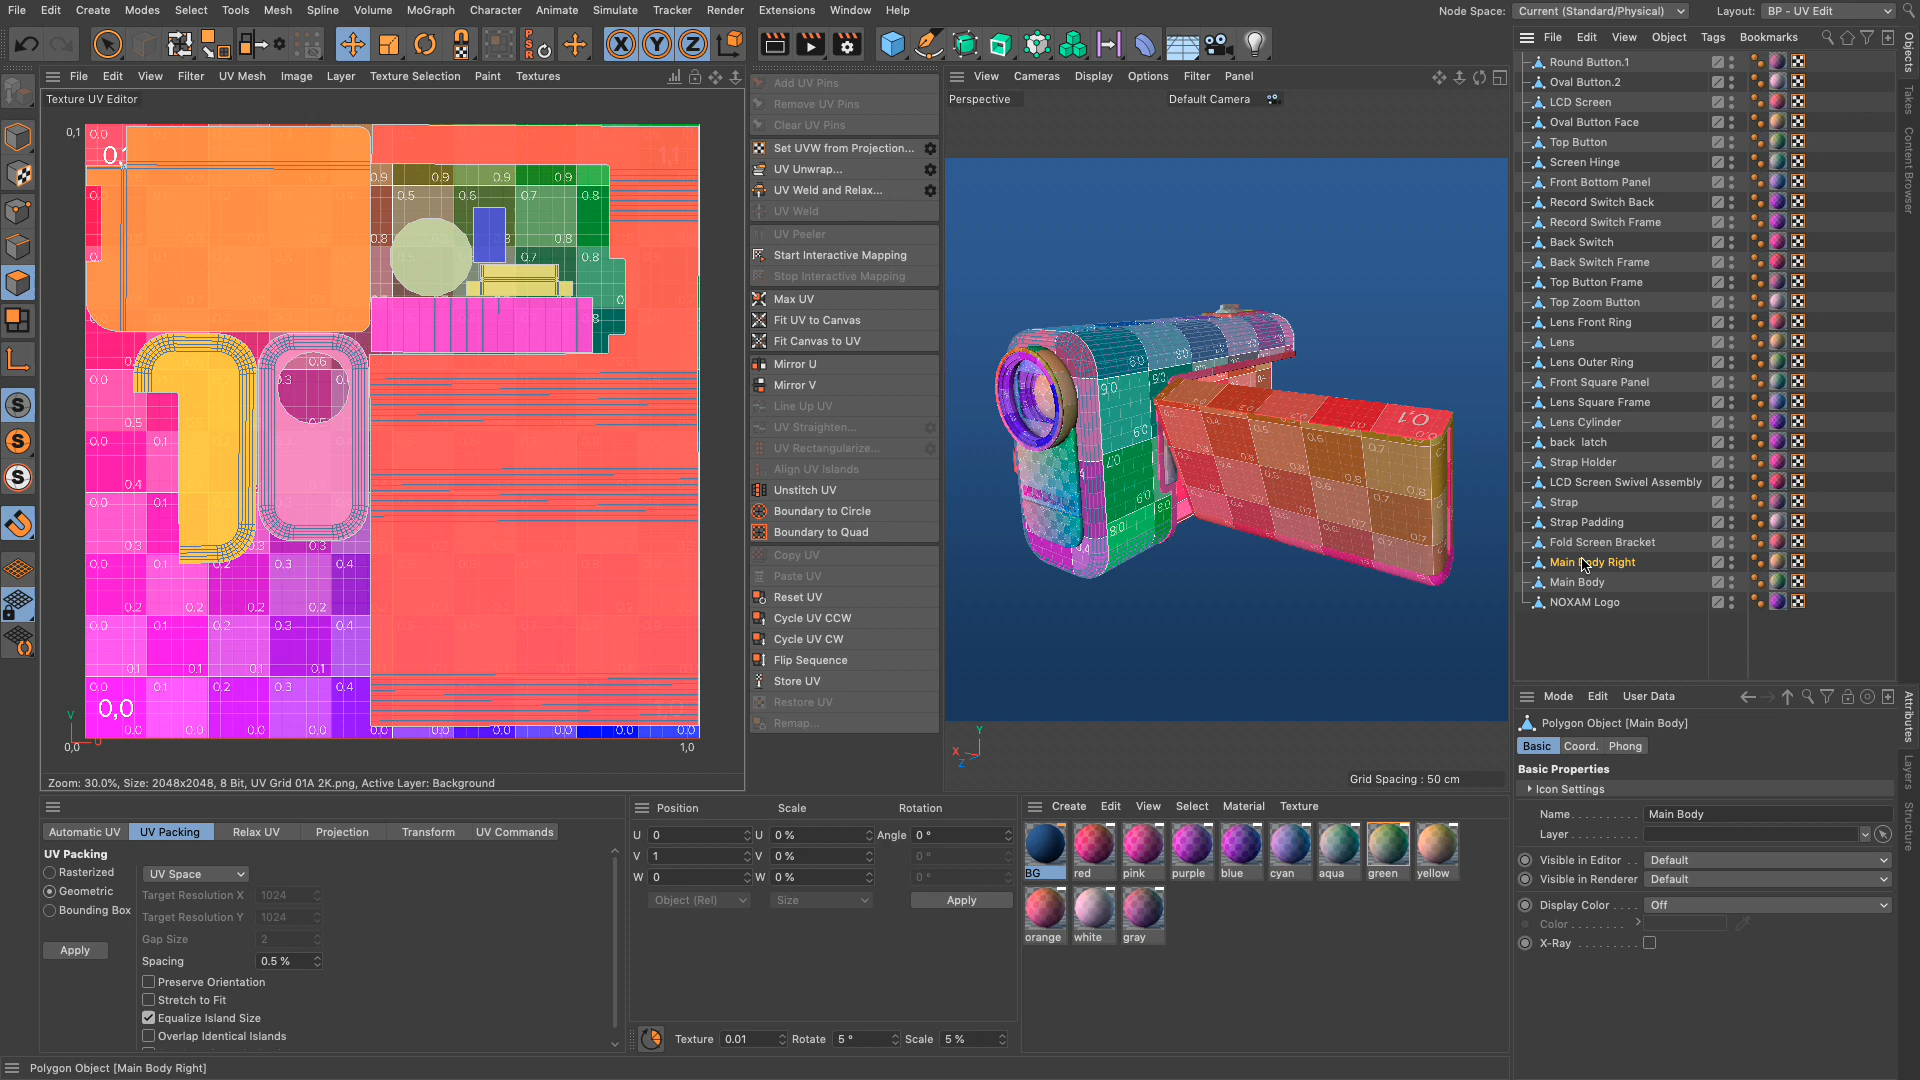 File Edit Create Modes Select Tools Mesh Spline Volume MoGraph Character Animate Simulate Tracker Render Extensions Window Help
Node Space: Current (Standard/Physical) Layout: BP - UV Edit
PSR
X Y Z
File Edit View Filter UV Mesh Image Layer Texture Selection Paint Textures
Texture UV Editor
0,1
0,0
1,0
Zoom: 30.0%, Size: 2048x2048, 8 Bit, UV Grid 01A 2K.png, Active Layer: Background
Add UV Pins
Remove UV Pins
Clear UV Pins
Set UVW from Projection...
UV Unwrap...
UV Weld and Relax...
UV Weld
UV Peeler
Start Interactive Mapping
Stop Interactive Mapping
Max UV
Fit UV to Canvas
Fit Canvas to UV
Mirror U
Mirror V
Line Up UV
UV Straighten...
UV Rectangularize...
Align UV Islands
Unstitch UV
Boundary to Circle
Boundary to Quad
Copy UV
Paste UV
Reset UV
Cycle UV CCW
Cycle UV CW
Flip Sequence
Store UV
Restore UV
Remap...
View Cameras Display Options Filter Panel
Perspective Default Camera
Grid Spacing : 50 cm
File Edit View Object Tags Bookmarks
Round Button.1
Oval Button.2
LCD Screen
Oval Button Face
Top Button
Screen Hinge
Front Bottom Panel
Record Switch Back
Record Switch Frame
Back Switch
Back Switch Frame
Top Button Frame
Top Zoom Button
Lens Front Ring
Lens
Lens Outer Ring
Front Square Panel
Lens Square Frame
Lens Cylinder
back latch
Strap Holder
LCD Screen Swivel Assembly
Strap
Strap Padding
Fold Screen Bracket
Main Body Right
Main Body
NOXAM Logo
Objects
Takes
Content Browser
Mode Edit User Data
Polygon Object [Main Body]
Basic Coord. Phong
Basic Properties
Icon Settings
Name Main Body
Layer
Visible in Editor Default
Visible in Renderer Default
Display Color Off
Color
X-Ray
Attributes
Layers
Structure
Automatic UV UV Packing Relax UV Projection Transform UV Commands
UV Packing
Rasterized
Geometric
Bounding Box
Apply
UV Space
Target Resolution X 1024
Target Resolution Y 1024
Gap Size 2
Spacing 0.5 %
Preserve Orientation
Stretch to Fit
Equalize Island Size
Overlap Identical Islands
Position Scale Rotation
U 0 U 0 % Angle 0 °
V 1 V 0 % 0 °
W 0 W 0 % 0 °
Object (Rel) Size Apply
Texture 0.01 Rotate 5 ° Scale 5 %
Create Edit View Select Material Texture
BG red pink purple blue cyan aqua green yellow
orange white gray
Polygon Object [Main Body Right]